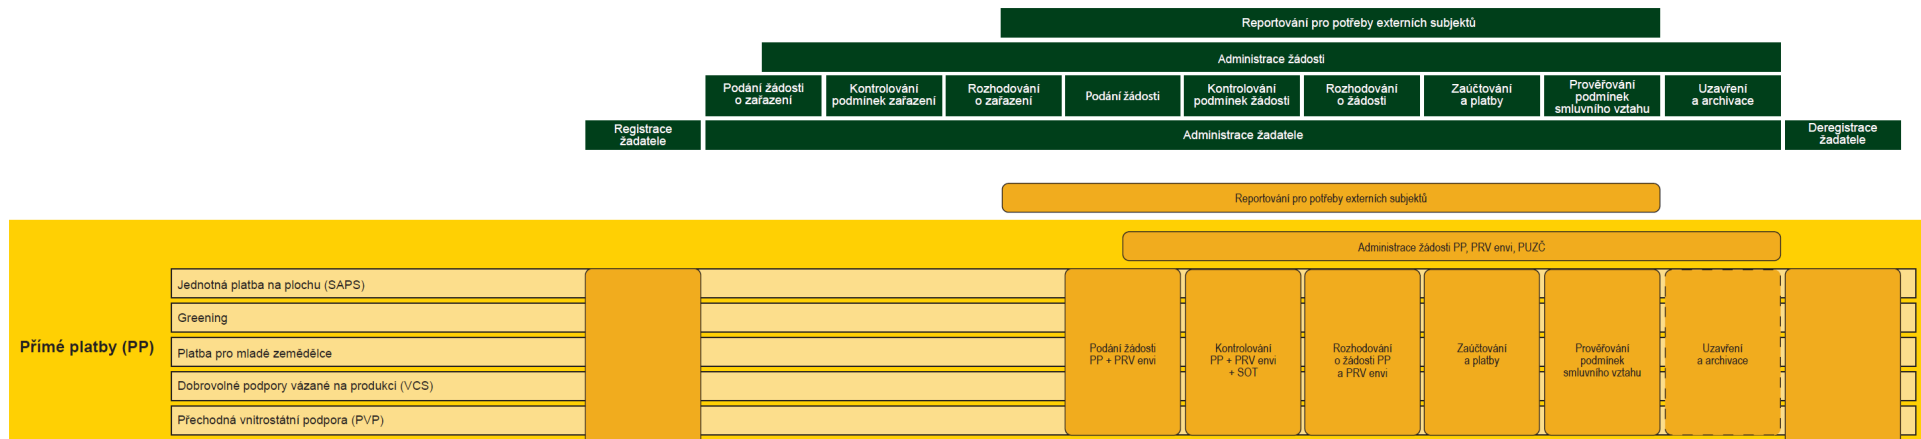 Reportování pro potřeby externích subjektů
Administrace žádosti
Podání žádosti
o zařazení
Kontrolování
podmínek zařazení
Rozhodování
o zařazení
Podání žádosti
Kontrolování
podmínek žádosti
Rozhodování
o žádosti
Zaúčtování
a platby
Prověřování
podmínek
smluvního vztahu
Uzavření
a archivace
Registrace
žadatele
Administrace žadatele
Deregistrace
žadatele
Reportování pro potřeby externích subjektů
Administrace žádosti PP, PRV envi, PUZČ
Přímé platby (PP)
Jednotná platba na plochu (SAPS)
Greening
Platba pro mladé zemědělce
Dobrovolné podpory vázané na produkci (VCS)
Přechodná vnitrostátní podpora (PVP)
Podání žádosti
PP + PRV envi
Kontrolování
PP + PRV envi
+ SOT
Rozhodování
o žádosti PP
a PRV envi
Zaúčtování
a platby
Prověřování
podmínek
smluvního vztahu
Uzavření
a archivace